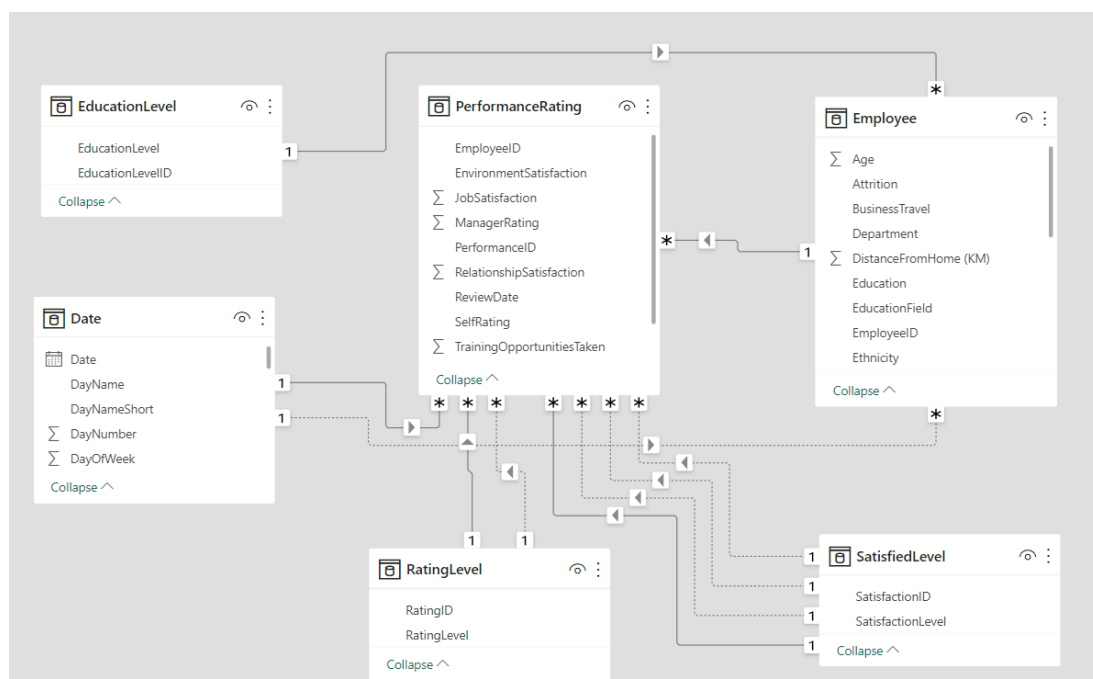 EducationLevel
EducationLevel
EducationLevelID
Collapse
PerformanceRating
EmployeeID
EnvironmentSatisfaction
∑ JobSatisfaction
∑ ManagerRating
PerformanceID
∑ RelationshipSatisfaction
ReviewDate
SelfRating
∑ TrainingOpportunitiesTaken
Collapse
Employee
∑ Age
Attrition
BusinessTravel
Department
∑ DistanceFromHome (KM)
Education
EducationField
EmployeeID
Ethnicity
Collapse
Date
Date
DayName
DayNameShort
∑ DayNumber
∑ DayOfWeek
Collapse
RatingLevel
RatingID
RatingLevel
Collapse
SatisfiedLevel
SatisfactionID
SatisfactionLevel
Collapse
1
*
*
1
1
1
* * * * * * *
*
1 1
1
1
1
1